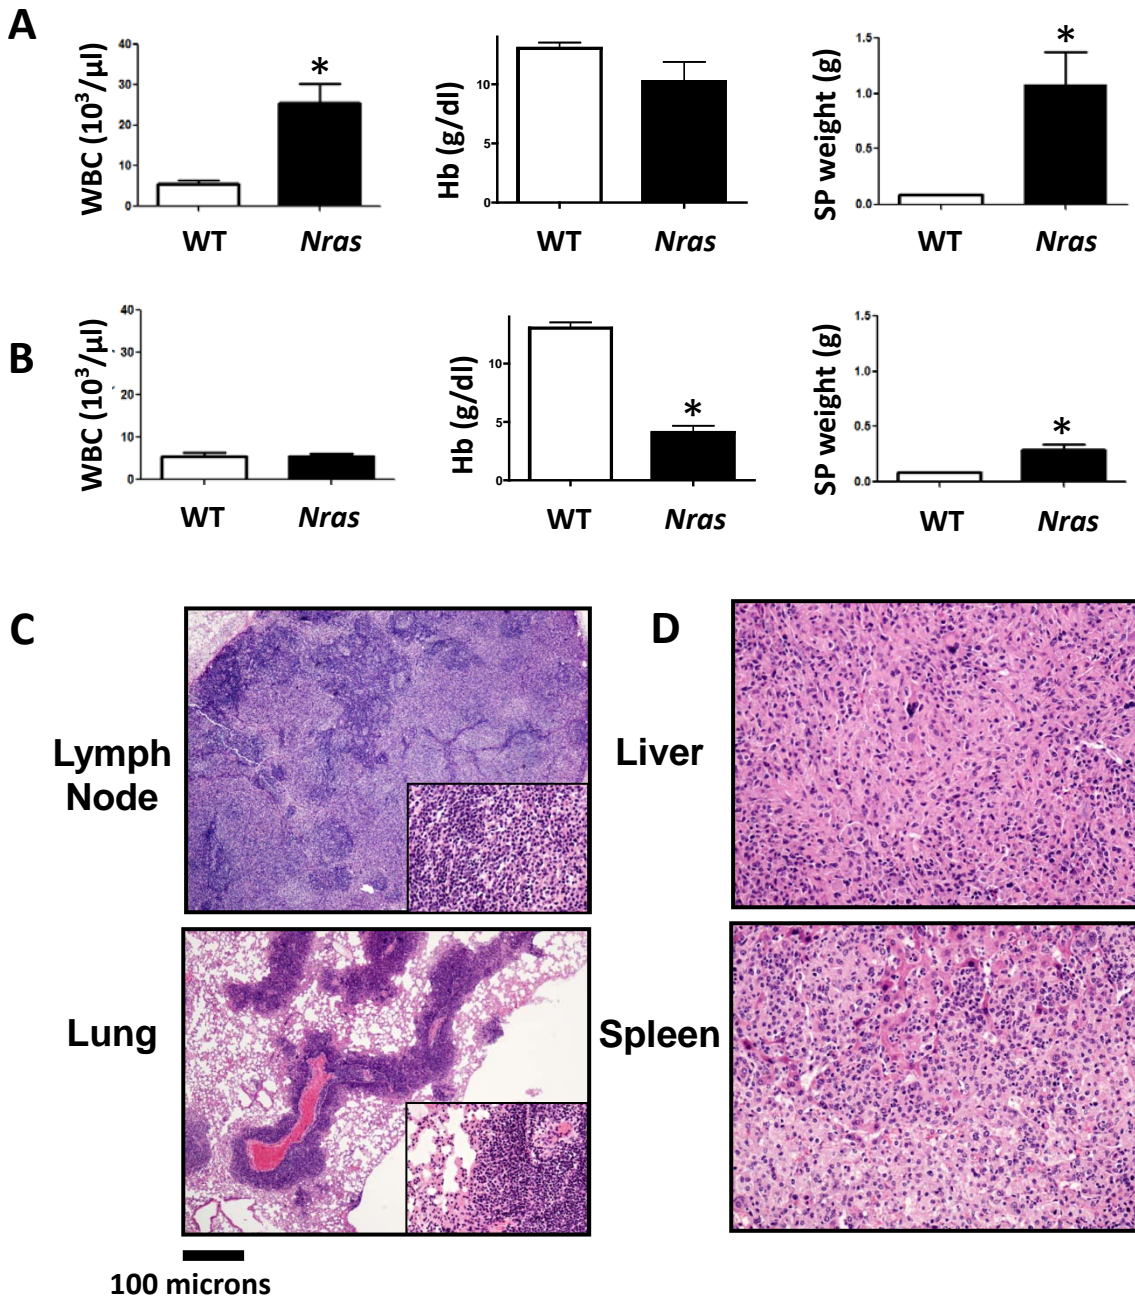 A
WBC (10³/µl)
40
30
20
10
0
*
WT
Nras
Hb (g/dl)
10
5
0
WT
Nras
SP weight (g)
1.5
1.0
0.5
0.0
*
WT
Nras
B
WBC (10³/µl)
40
30
20
10
0
WT
Nras
Hb (g/dl)
10
5
0
*
WT
Nras
SP weight (g)
1.5
1.0
0.5
0.0
*
WT
Nras
C
Lymph
Node
Lung
100 microns
D
Liver
Spleen